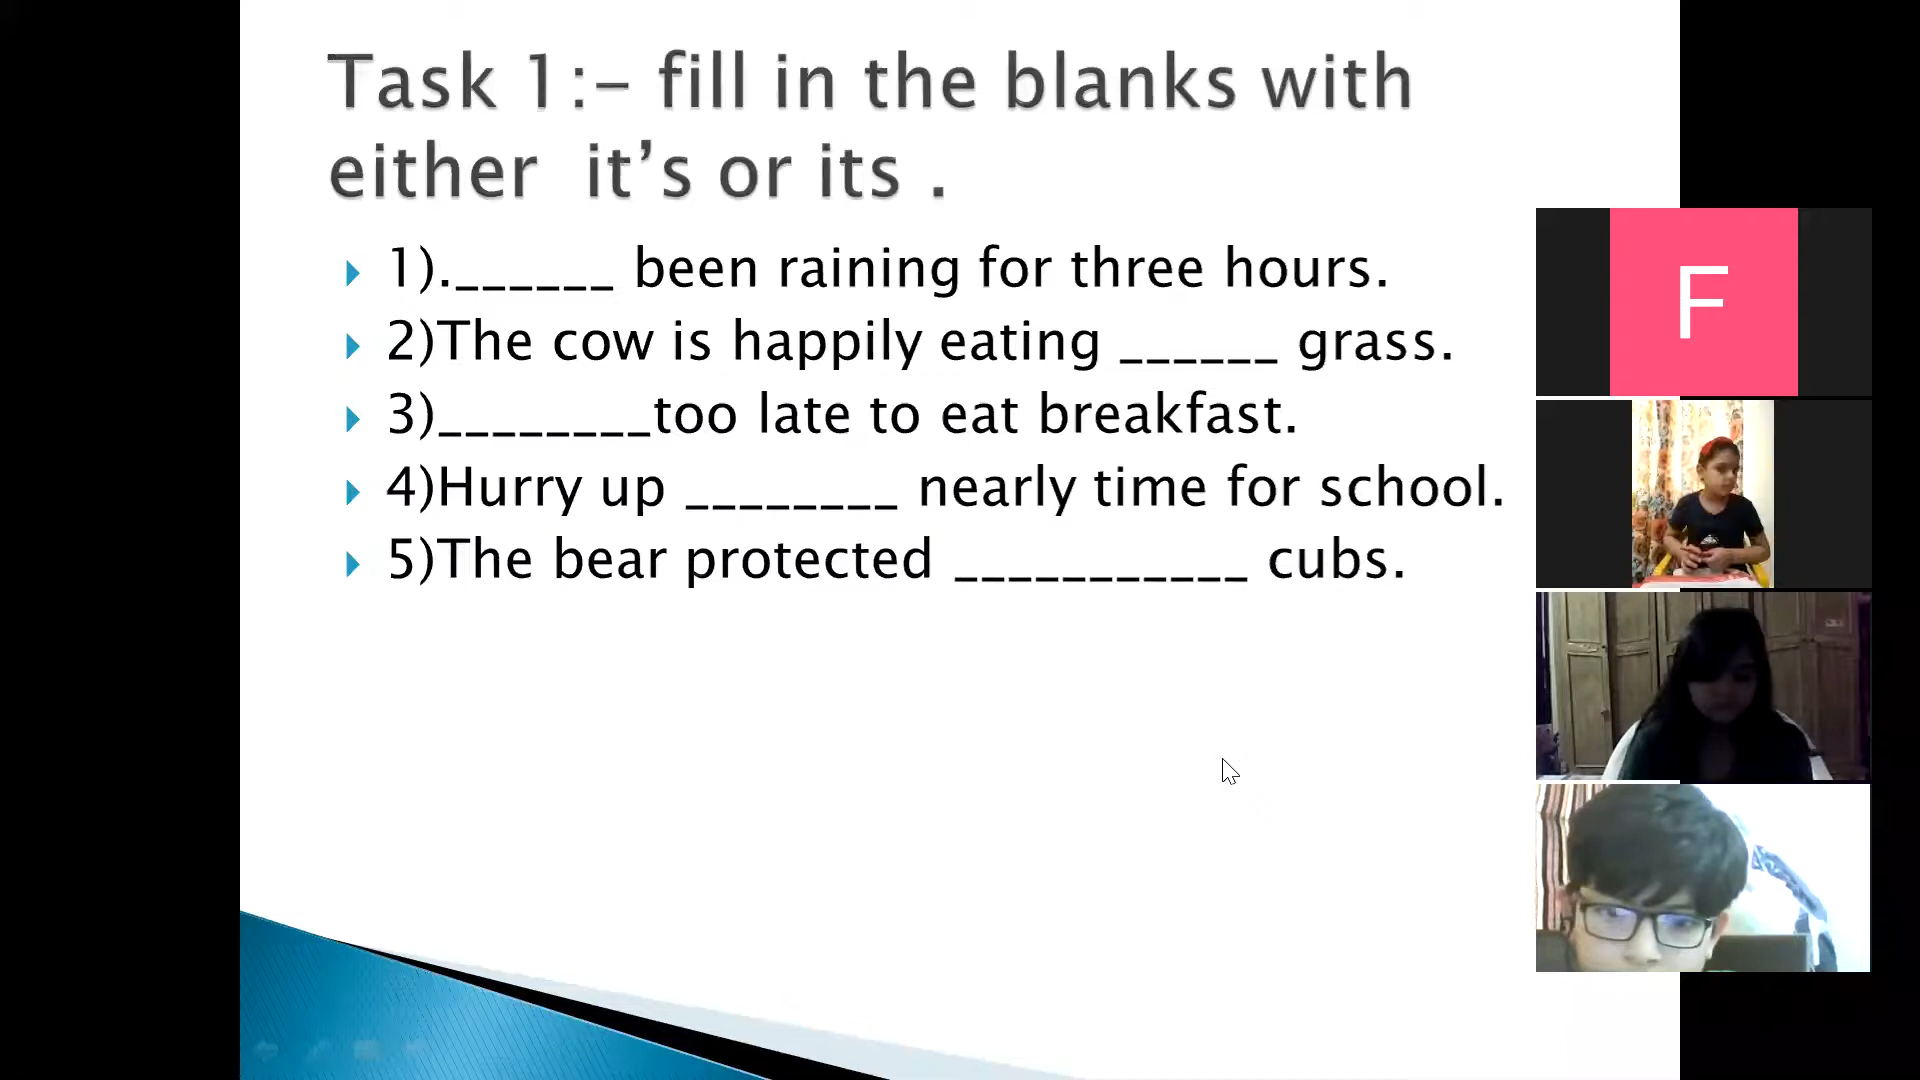 Task 1:- fill in the blanks with
either it’s or its .
1).______ been raining for three hours.
2)The cow is happily eating ______ grass.
3)________too late to eat breakfast.
4)Hurry up ________ nearly time for school.
5)The bear protected ___________ cubs.
F